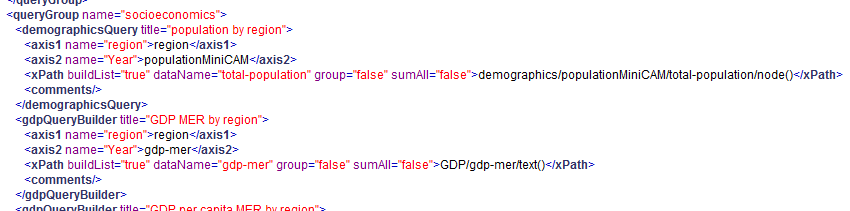 </queryGroup>
<queryGroup name="socioeconomics">
<demographicsQuery title="population by region">
<axis1 name="region">region</axis1>
<axis2 name="Year">populationMiniCAM</axis2>
<xPath buildList="true" dataName="total-population" group="false" sumAll="false">demographics/populationMiniCAM/total-population/node()</xPath>
<comments/>
</demographicsQuery>
<gdpQueryBuilder title="GDP MER by region">
<axis1 name="region">region</axis1>
<axis2 name="Year">gdp-mer</axis2>
<xPath buildList="true" dataName="gdp-mer" group="false" sumAll="false">GDP/gdp-mer/text()</xPath>
<comments/>
</gdpQueryBuilder>
<gdpQueryBuilder title="GDP per capita MER by region">